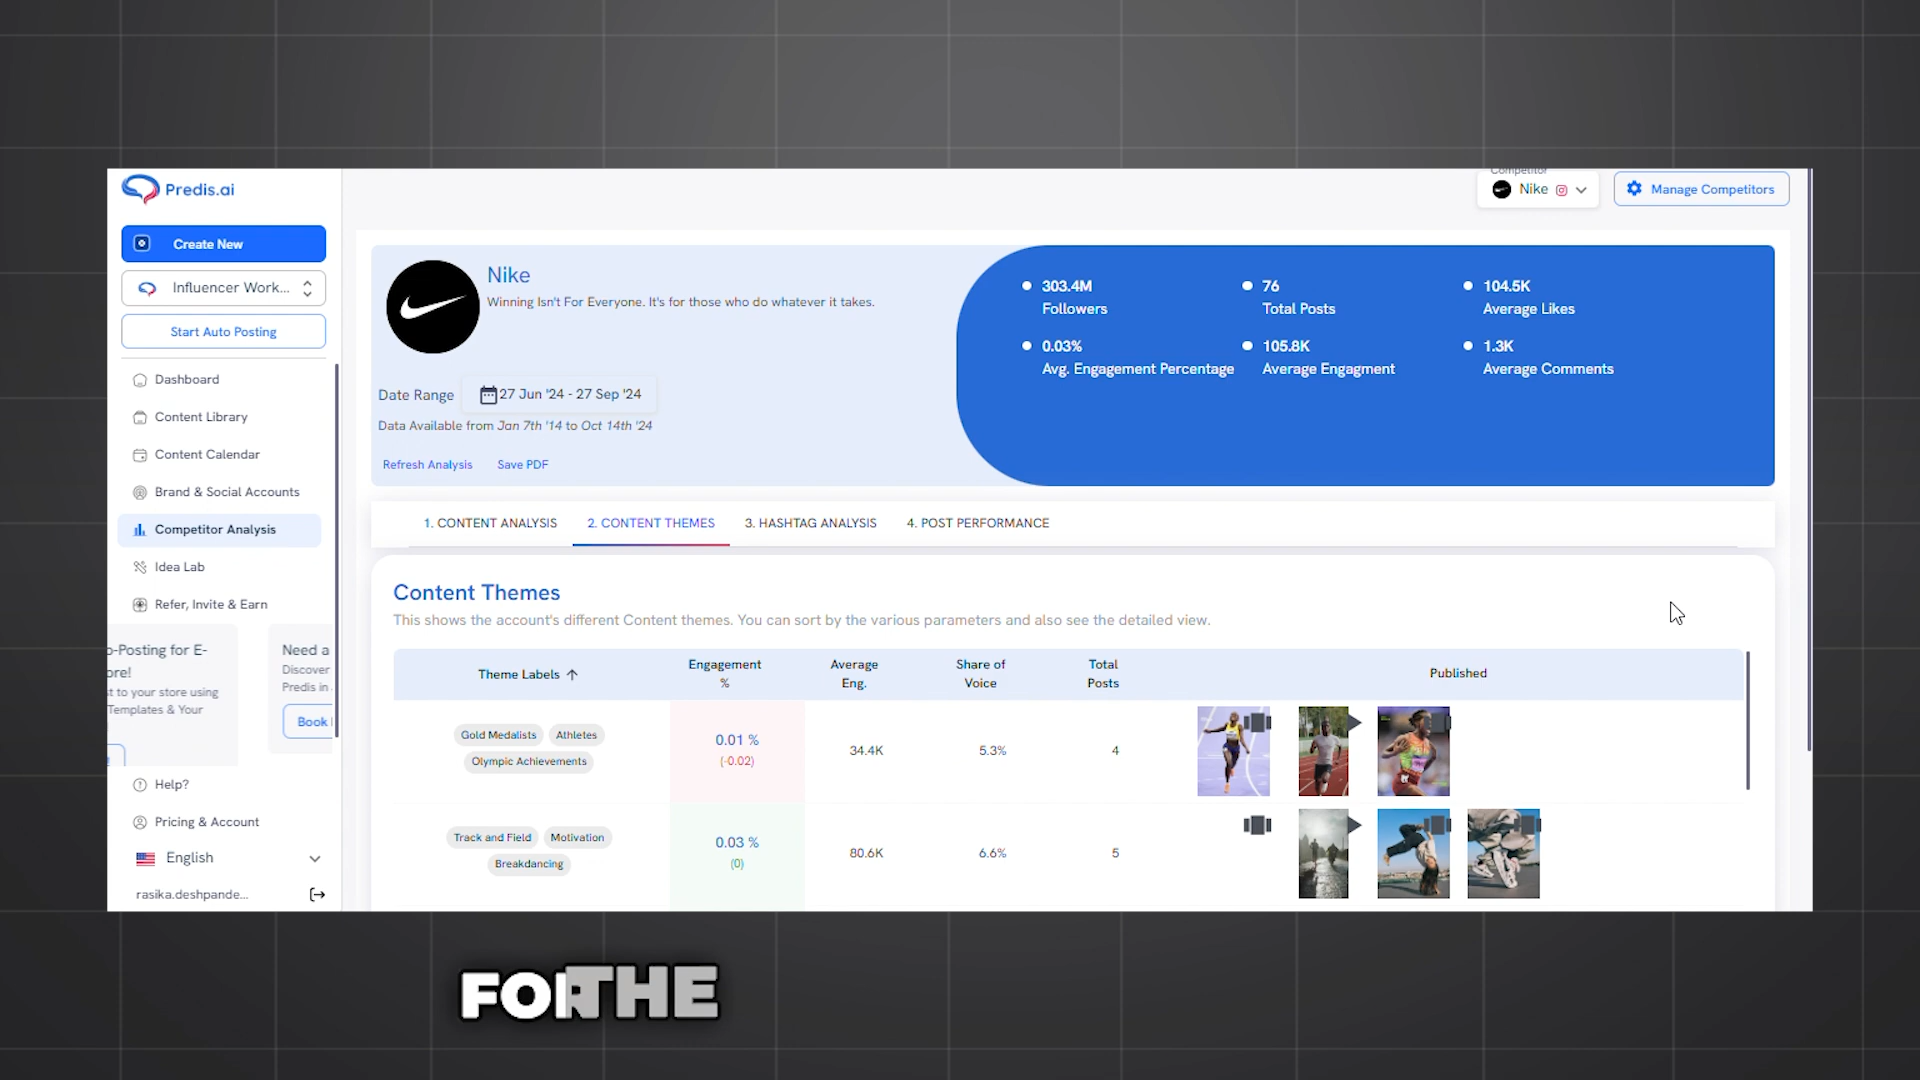 Predis.ai
Create New
Influencer Work...
Start Auto Posting
Dashboard
Content Library
Content Calendar
Brand & Social Accounts
Competitor Analysis
Idea Lab
Refer, Invite & Earn
o-Posting for E-
ore!
st to your store using
Templates & Your
Need a
Discover
Predis in
Book
Help?
Pricing & Account
English
rasika.deshpande...
Competitor
Nike
Manage Competitors
Nike
Winning Isn't For Everyone. It's for those who do whatever it takes.
Date Range
27 Jun '24 - 27 Sep '24
Data Available from Jan 7th '14 to Oct 14th '24
Refresh Analysis Save PDF
303.4M
Followers
76
Total Posts
104.5K
Average Likes
0.03%
Avg. Engagement Percentage
105.8K
Average Engagment
1.3K
Average Comments
1. CONTENT ANALYSIS 2. CONTENT THEMES 3. HASHTAG ANALYSIS 4. POST PERFORMANCE
Content Themes
This shows the account's different Content themes. You can sort by the various parameters and also see the detailed view.
Theme Labels ↑
Engagement
%
Average
Eng.
Share of
Voice
Total
Posts
Published
Gold Medalists Athletes
Olympic Achievements
0.01 %
(-0.02)
34.4K
5.3%
4
Track and Field Motivation
Breakdancing
0.03 %
(0)
80.6K
6.6%
5
FOR THE